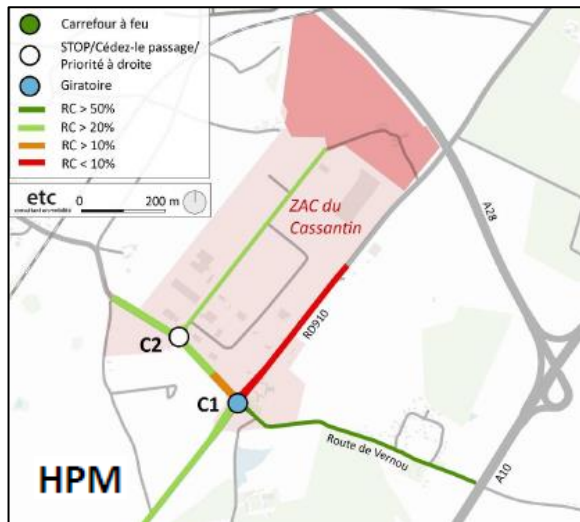 Carrefour à feu
STOP/Cédez-le passage/
Priorité à droite
Giratoire
RC > 50%
RC > 20%
RC > 10%
RC < 10%
etc
0 200 m
ZAC du
Cassantin
A28
RD910
C2
C1
Route de Vernou
A10
HPM